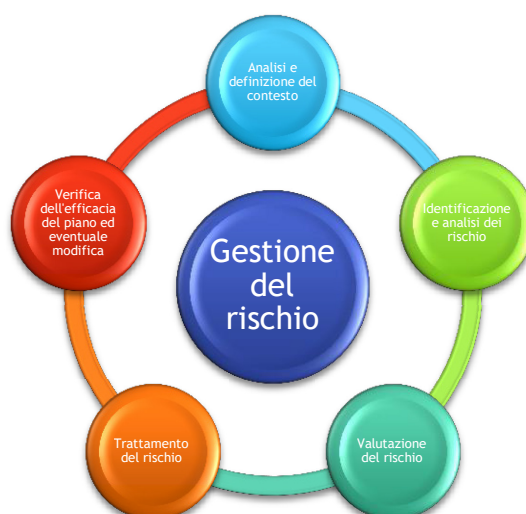 Analisi e
definizione del
contesto
Identificazione
e analisi dei
rischio
Valutazione
del rischio
Trattamento
del rischio
Verifica
dell'efficacia
del piano ed
eventuale
modifica
Gestione
del
rischio